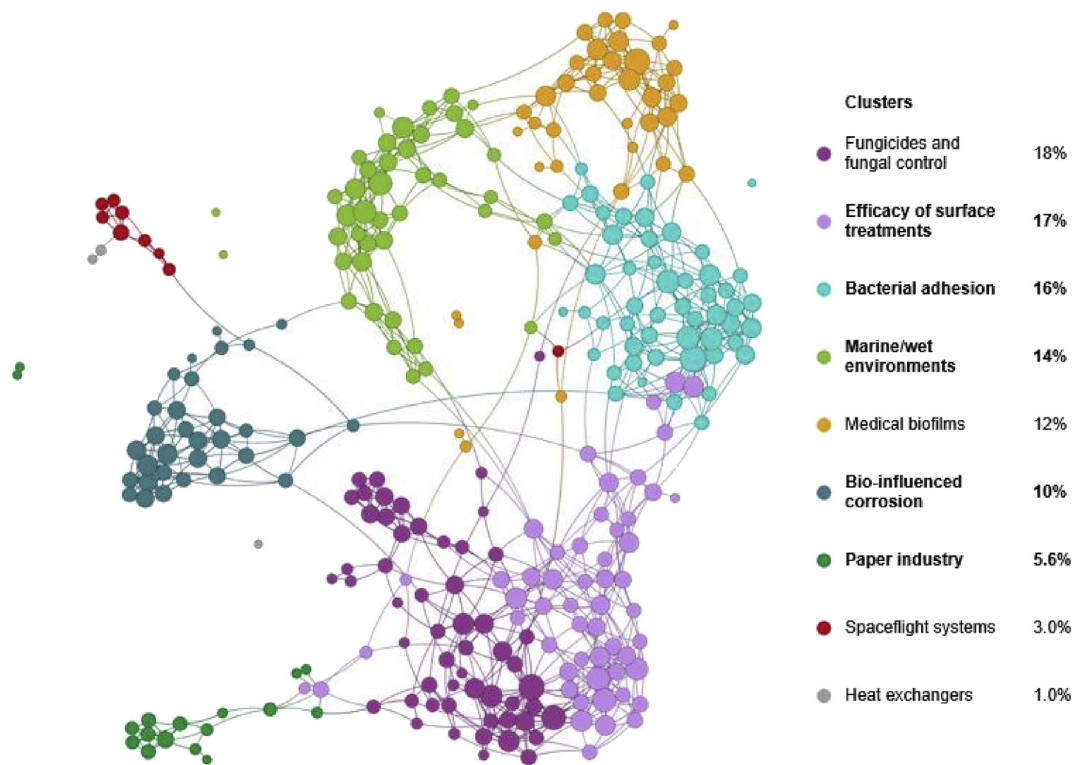 Clusters
Fungicides and
fungal control
18%
Efficacy of surface
treatments
17%
Bacterial adhesion 16%
Marine/wet
environments
14%
Medical biofilms 12%
Bio-influenced
corrosion
10%
Paper industry 5.6%
Spaceflight systems 3.0%
Heat exchangers 1.0%